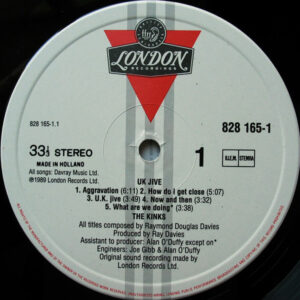 LONDON
RECORDINGS
828 165-1.1
828 165-1
33⅓ STEREO
MADE IN HOLLAND
All songs: Davray Music Ltd.
℗1989 London Records Ltd.
1
B.I.E.M. STEMRA
UK JIVE
1. Aggravation (6:11) 2. How do I get close (5:07)
3. U.K. jive (3:49) 4. Now and then (3:32)
5. What are we doing* (3:38)
THE KINKS
All titles composed by Raymond Douglas Davies
Produced by Ray Davies
Assistant to producer: Alan O'Duffy except on*
Engineers: Joe Gibb & Alan O'Duffy
Original sound recording made by
London Records Ltd.